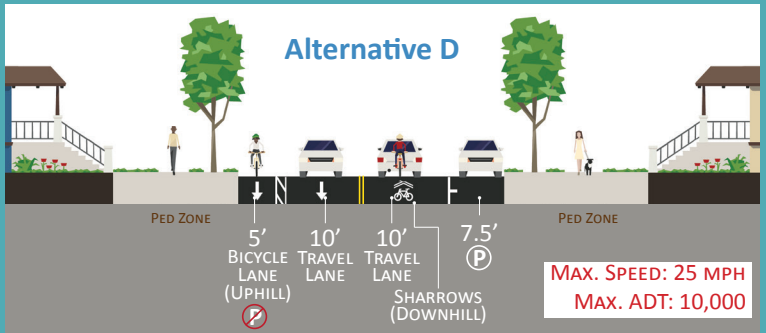 Alternative D
PED ZONE
PED ZONE
5’
BICYCLE
LANE
(UPHILL)
P
10’
TRAVEL
LANE
10’
TRAVEL
LANE
SHARROWS
(DOWNHILL)
7.5’
P
MAX. SPEED: 25 MPH
MAX. ADT: 10,000